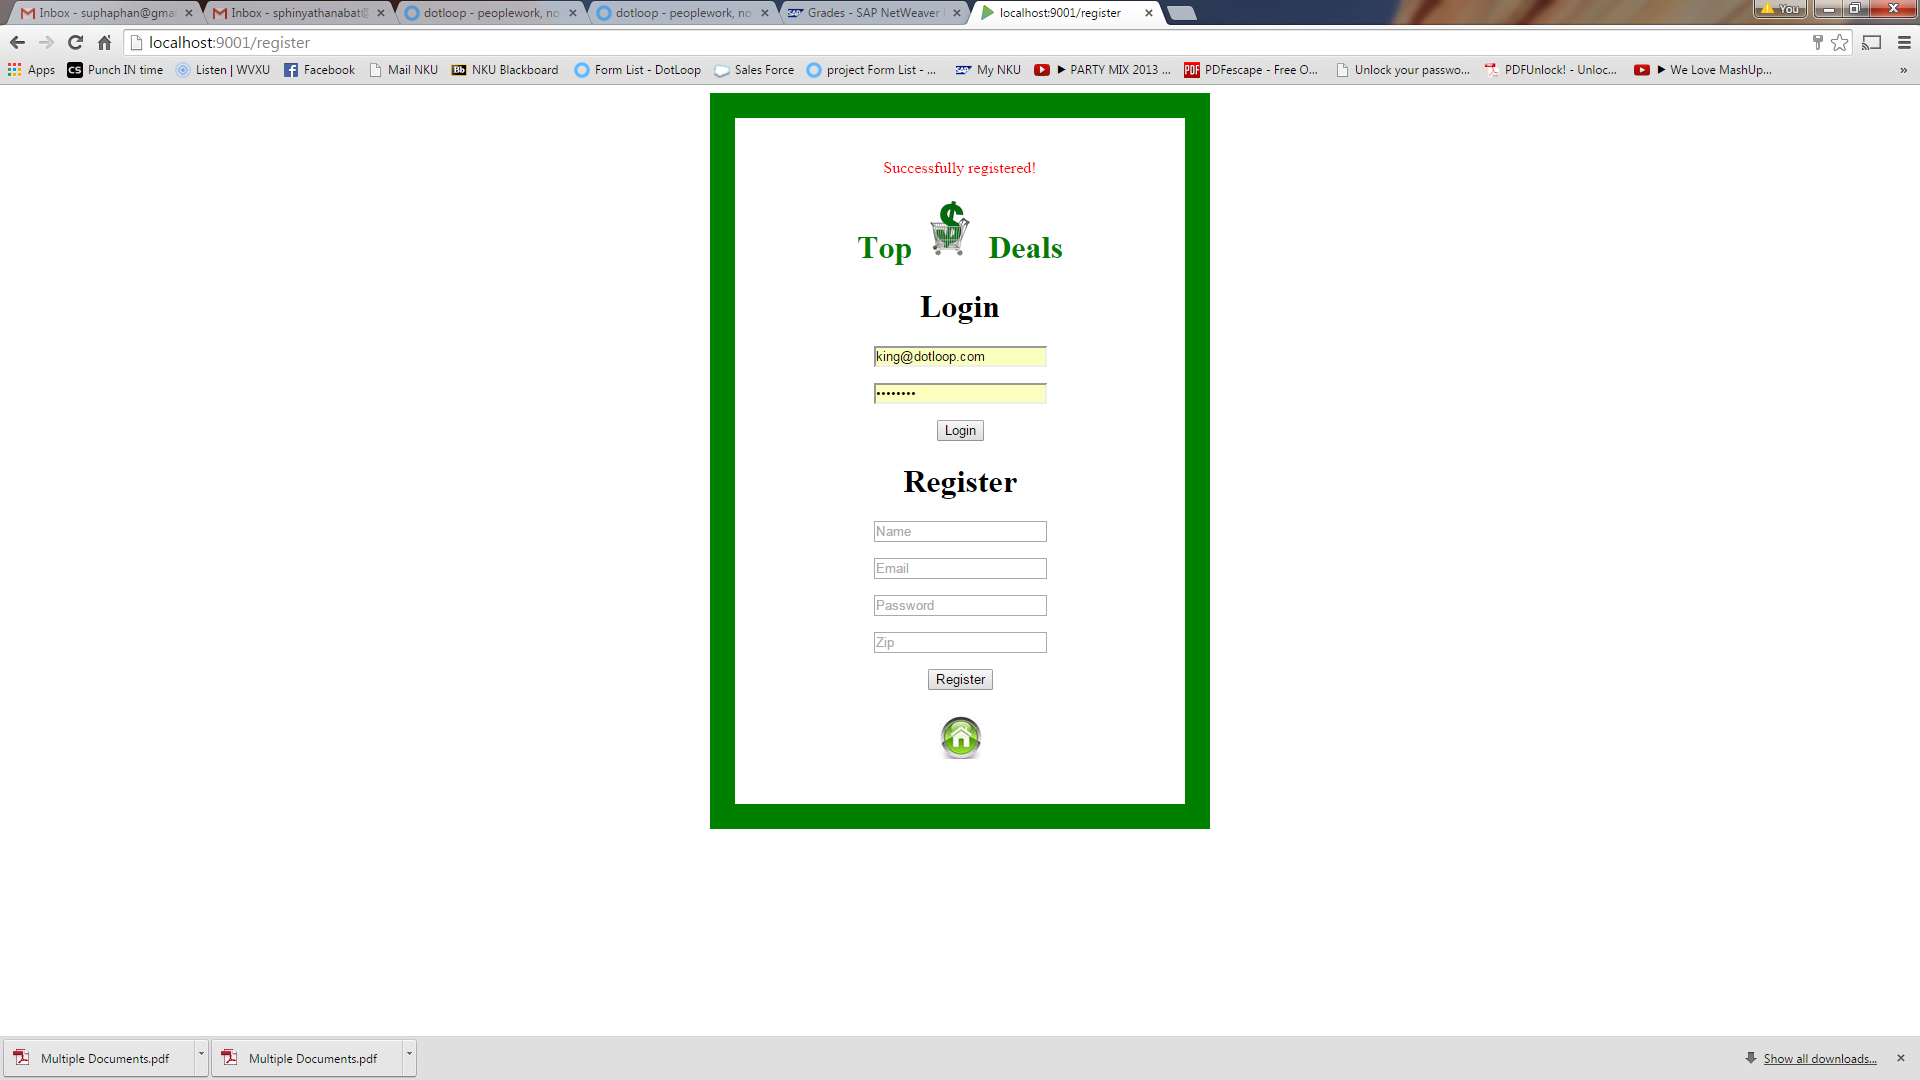 Inbox - suphaphan@gmai
Inbox - sphinyathanabat@
dotloop - peoplework, no
dotloop - peoplework, no
Grades - SAP NetWeaver
localhost:9001/register
You
localhost:9001/register
Apps
Punch IN time
Listen | WVXU
Facebook
Mail NKU
NKU Blackboard
Form List - DotLoop
Sales Force
project Form List - ...
My NKU
PARTY MIX 2013 ...
PDFescape - Free O...
Unlock your passwo...
PDFUnlock! - Unloc...
We Love MashUp...
»
Successfully registered!
Top $ Deals
Login
king@dotloop.com
••••••••
Login
Register
Name
Email
Password
Zip
Register
Multiple Documents.pdf
Multiple Documents.pdf
Show all downloads...